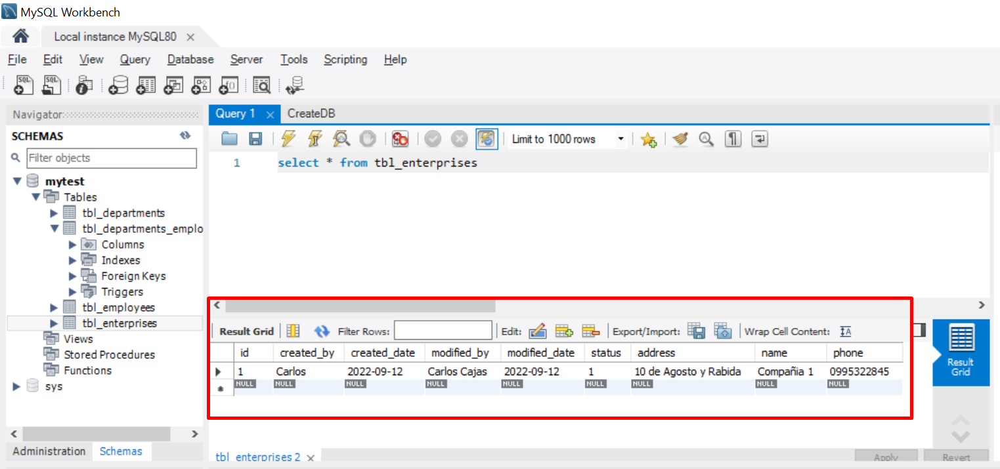 MySQL Workbench
Local instance MySQL80
File Edit View Query Database Server Tools Scripting Help
SQL SQL
Navigator
SCHEMAS
Filter objects
mytest
Tables
tbl_departments
tbl_departments_emplo
Columns
Indexes
Foreign Keys
Triggers
tbl_employees
tbl_enterprises
Views
Stored Procedures
Functions
sys
Administration Schemas
Query 1 CreateDB
Limit to 1000 rows
1 select * from tbl_enterprises
Result Grid Filter Rows: Edit: Export/Import: Wrap Cell Content: IA
id created_by created_date modified_by modified_date status address name phone
1 Carlos 2022-09-12 Carlos Cajas 2022-09-12 1 10 de Agosto y Rabida Compañia 1 0995322845
NULL NULL NULL NULL NULL NULL NULL NULL NULL
Result
Grid
tbl_enterprises 2
Apply Revert